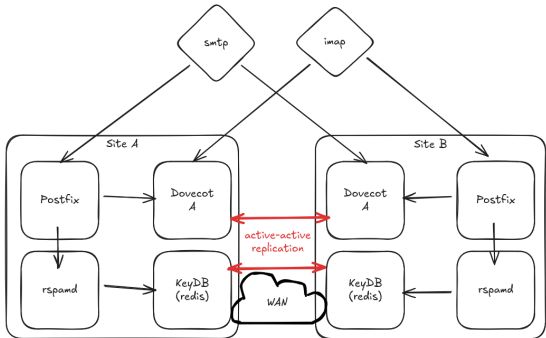 smtp
imap
Site A
Site B
Postfix
Dovecot
A
Dovecot
A
Postfix
active-active
replication
rspamd
KeyDB
(redis)
WAN
KeyDB
(redis)
rspamd